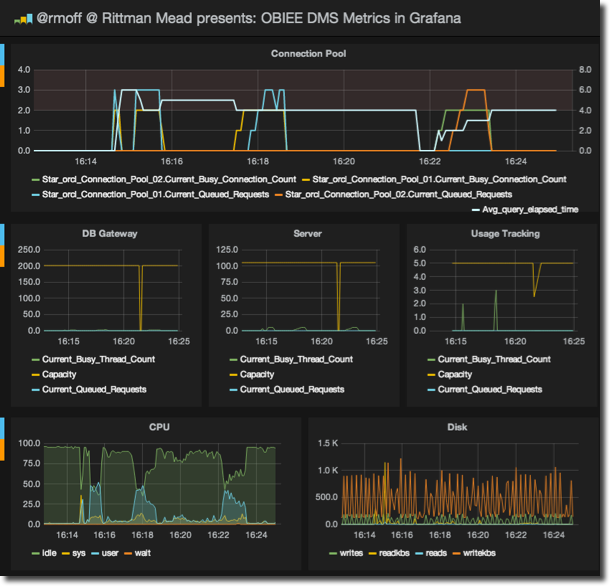 @rmoff @ Rittman Mead presents: OBIEE DMS Metrics in Grafana
Connection Pool
4.0 8.0
3.0 6.0
2.0 4.0
1.0 2.0
0.0 0.0
16:14 16:16 16:18 16:20 16:22 16:24
Star_orcl_Connection_Pool_02.Current_Busy_Connection_Count Star_orcl_Connection_Pool_01.Current_Busy_Connection_Count
Star_orcl_Connection_Pool_01.Current_Queued_Requests Star_orcl_Connection_Pool_02.Current_Queued_Requests
Avg_query_elapsed_time
DB Gateway Server Usage Tracking
250.0 125.0 6.0
200.0 100.0 5.0
150.0 75.0 4.0
100.0 50.0 3.0
50.0 25.0 2.0
0.0 0.0 1.0
0.0
16:15 16:20 16:25 16:15 16:20 16:25 16:15 16:20 16:25
Current_Busy_Thread_Count Current_Busy_Thread_Count Current_Busy_Thread_Count
Capacity Capacity Capacity
Current_Queued_Requests Current_Queued_Requests Current_Queued_Requests
CPU Disk
100.0 1.5 K
75.0 1.0 K
50.0 500.0
25.0 0.0
0.0
16:14 16:16 16:18 16:20 16:22 16:24 16:14 16:16 16:18 16:20 16:22 16:24
idle sys user wait writes readkbs reads writekbs